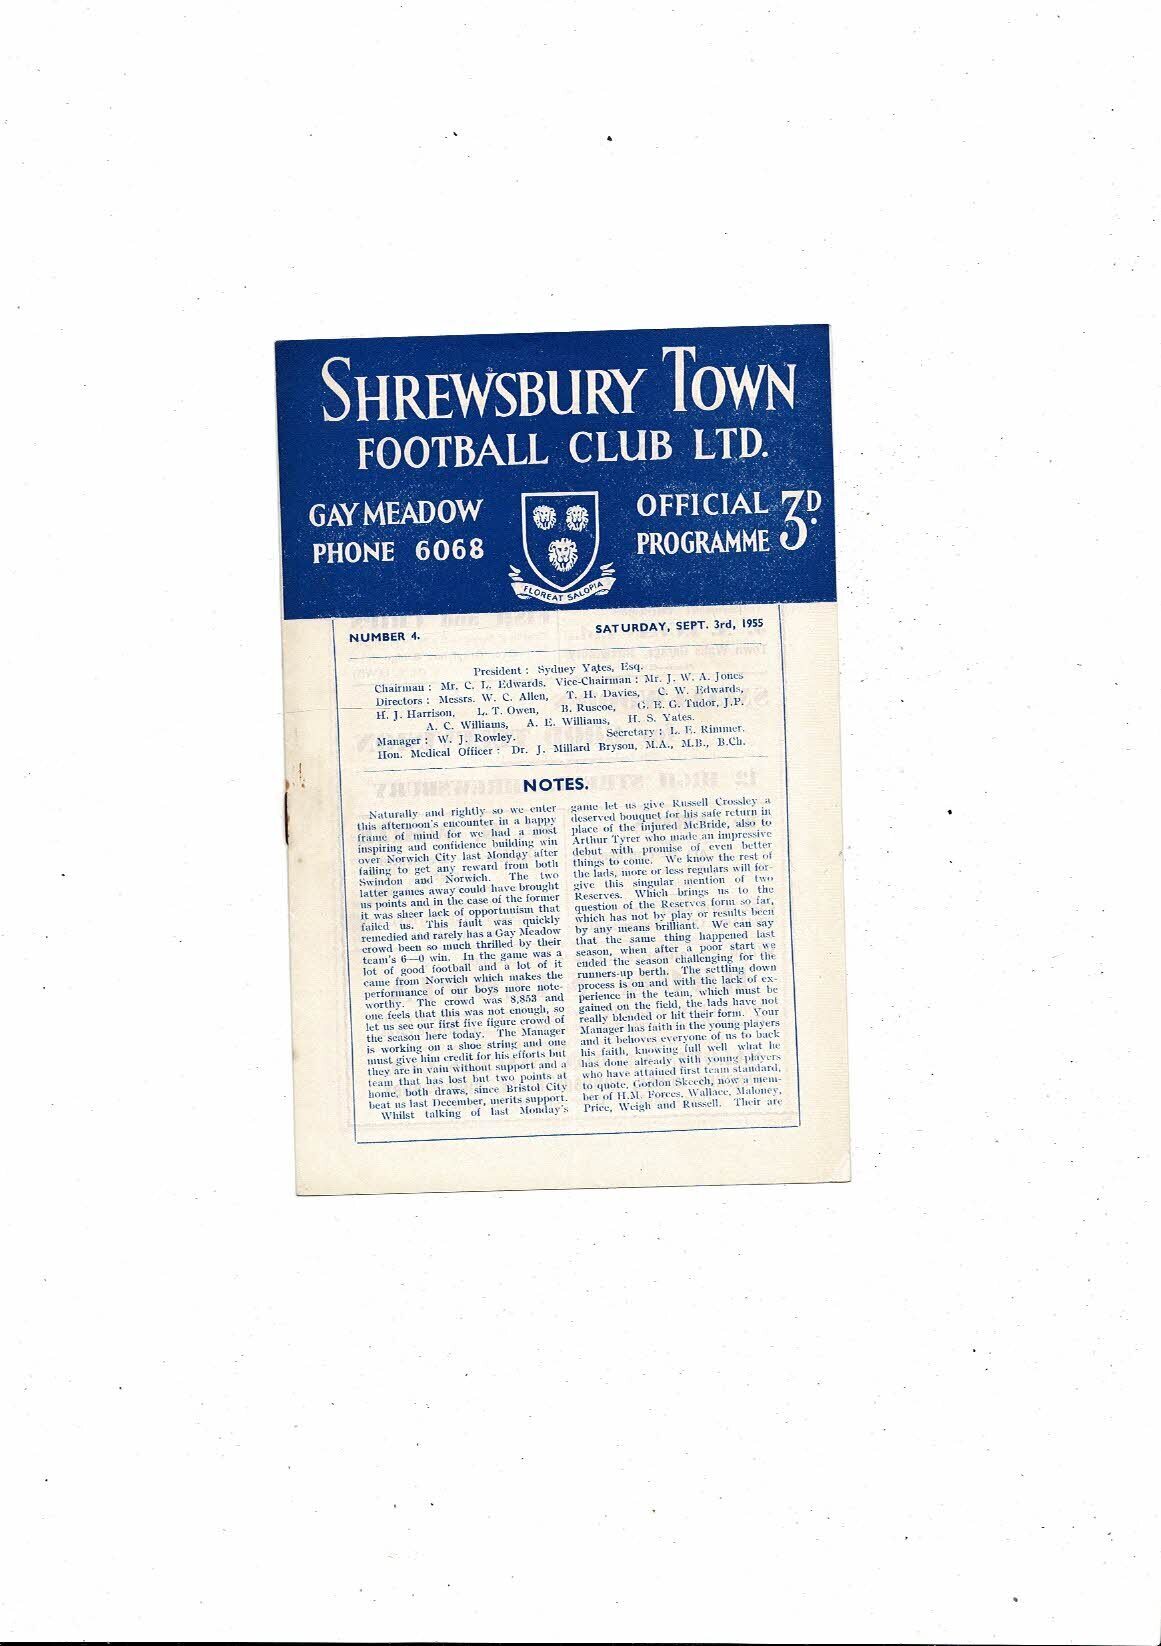 SHREWSBURY TOWN
FOOTBALL CLUB LTD.
GAY MEADOW
PHONE 6068
OFFICIAL
PROGRAMME
3D.
FLOREAT SALOPIA
NUMBER 4.
SATURDAY, SEPT. 3rd, 1955
President : Sydney Yates, Esq.
Chairman : Mr. C. L. Edwards. Vice-Chairman : Mr. J. W. A. Jones
Directors : Messrs. W. C. Allen, T. H. Davies, C. W. Edwards,
H. J. Harrison, L. T. Owen, B. Ruscoe, G. E. G. Tudor, J.P.
A. C. Williams, A. E. Williams, H. S. Yates.
Manager : W. J. Rowley. Secretary : L. E. Rimmer.
Hon. Medical Officer : Dr. J. Millard Bryson, M.A., M.B., B.Ch.
NOTES.
Naturally and rightly so we enter
this afternoon's encounter in a happy
frame of mind for we had a most
inspiring and confidence building win
over Norwich City last Monday after
failing to get any reward from both
Swindon and Norwich. The two
latter games away could have brought
us points and in the case of the former
it was sheer lack of opportunism that
failed us. This fault was quickly
remedied and rarely has a Gay Meadow
crowd been so much thrilled by their
team's 6—0 win. In the game was a
lot of good football and a lot of it
came from Norwich which makes the
performance of our boys more note-
worthy. The crowd was 8,853 and
one feels that this was not enough, so
let us see our first five figure crowd of
the season here today. The Manager
is working on a shoe string and one
must give him credit for his efforts but
they are in vain without support and a
team that has lost but two points at
home, both draws, since Bristol City
beat us last December, merits support.
Whilst talking of last Monday's
game let us give Russell Crossley a
deserved bouquet for his safe return in
place of the injured McBride, also to
Arthur Tyrer who made an impressive
debut with promise of even better
things to come. We know the rest of
the lads, more or less regulars will for-
give this singular mention of two
Reserves. Which brings us to the
question of the Reserves form so far,
which has not by play or results been
by any means brilliant. We can say
that the same thing happened last
season, when after a poor start we
ended the season challenging for the
runners-up berth. The settling down
process is on and with the lack of ex-
perience in the team, which must be
gained on the field, the lads have not
really blended or hit their form. Your
Manager has faith in the young players
and it behoves everyone of us to back
his faith, knowing full well what he
has done already with young players
who have attained first team standard,
to quote, Gordon Skeech, now a mem-
ber of H.M. Forces, Wallace, Maloney,
Price, Weigh and Russell. Their are